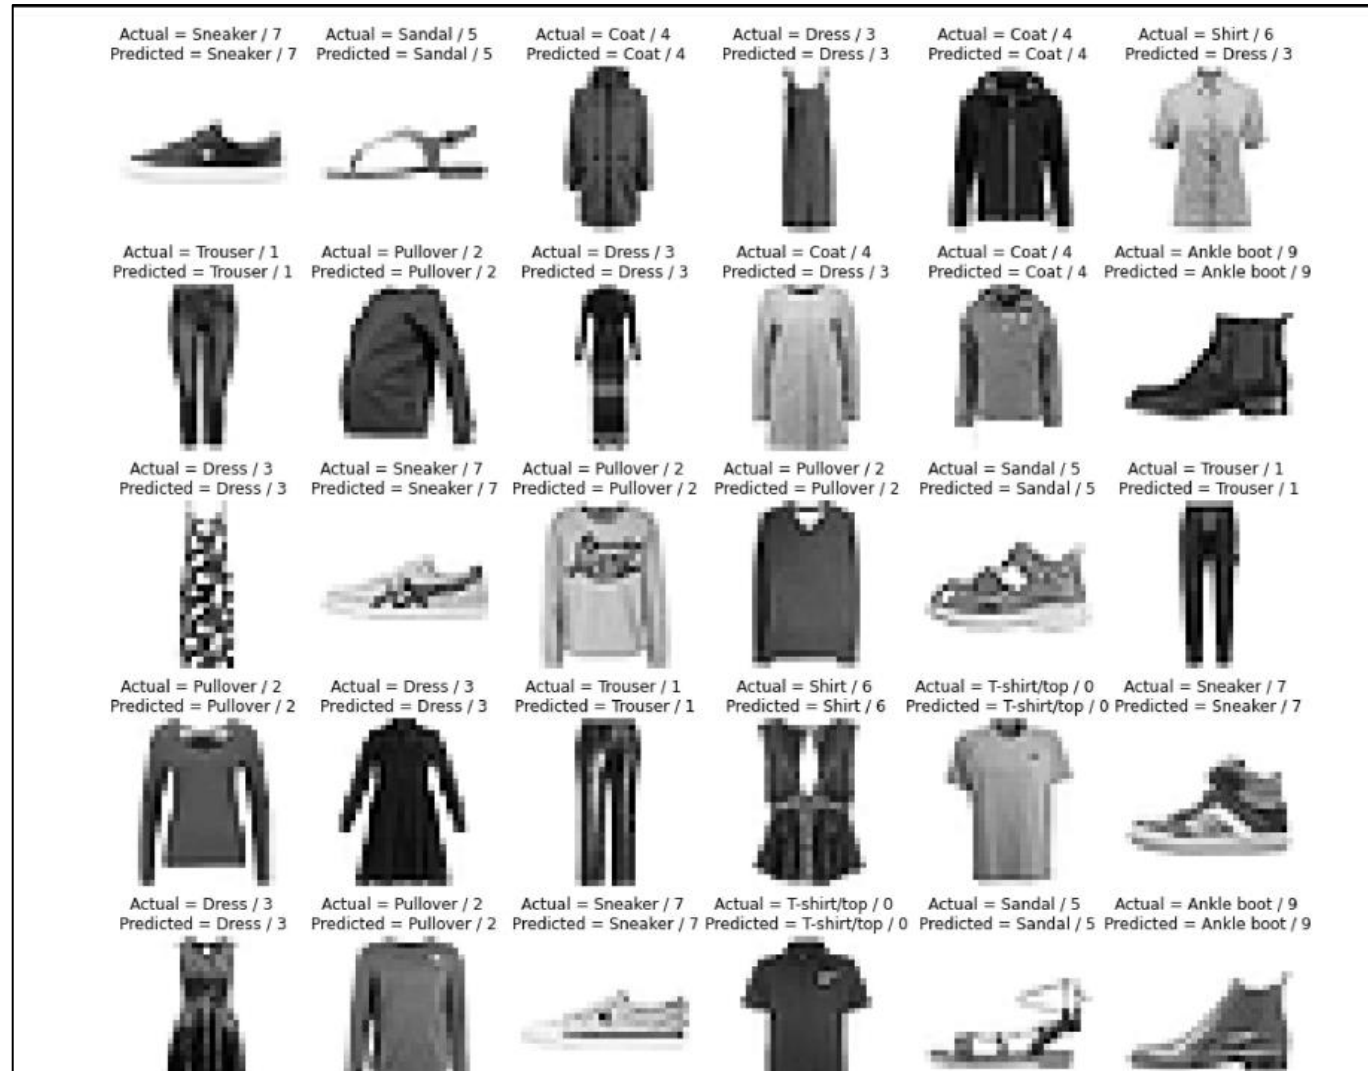 Actual = Sneaker / 7
Predicted = Sneaker / 7
Actual = Sandal / 5
Predicted = Sandal / 5
Actual = Coat / 4
Predicted = Coat / 4
Actual = Dress / 3
Predicted = Dress / 3
Actual = Coat / 4
Predicted = Coat / 4
Actual = Shirt / 6
Predicted = Dress / 3
Actual = Trouser / 1
Predicted = Trouser / 1
Actual = Pullover / 2
Predicted = Pullover / 2
Actual = Dress / 3
Predicted = Dress / 3
Actual = Coat / 4
Predicted = Dress / 3
Actual = Coat / 4
Predicted = Coat / 4
Actual = Ankle boot / 9
Predicted = Ankle boot / 9
Actual = Dress / 3
Predicted = Dress / 3
Actual = Sneaker / 7
Predicted = Sneaker / 7
Actual = Pullover / 2
Predicted = Pullover / 2
Actual = Pullover / 2
Predicted = Pullover / 2
Actual = Sandal / 5
Predicted = Sandal / 5
Actual = Trouser / 1
Predicted = Trouser / 1
Actual = Pullover / 2
Predicted = Pullover / 2
Actual = Dress / 3
Predicted = Dress / 3
Actual = Trouser / 1
Predicted = Trouser / 1
Actual = Shirt / 6
Predicted = Shirt / 6
Actual = T-shirt/top / 0
Predicted = T-shirt/top / 0
Actual = Sneaker / 7
Predicted = Sneaker / 7
Actual = Dress / 3
Predicted = Dress / 3
Actual = Pullover / 2
Predicted = Pullover / 2
Actual = Sneaker / 7
Predicted = Sneaker / 7
Actual = T-shirt/top / 0
Predicted = T-shirt/top / 0
Actual = Sandal / 5
Predicted = Sandal / 5
Actual = Ankle boot / 9
Predicted = Ankle boot / 9